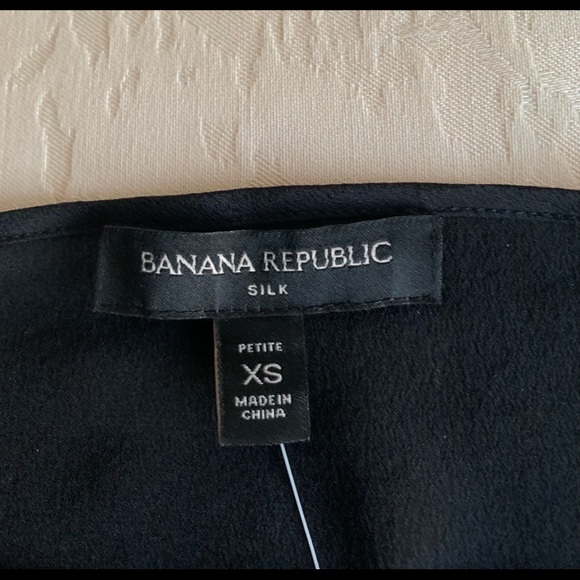 BANANA REPUBLIC
SILK
PETITE
XS
MADE IN
CHINA